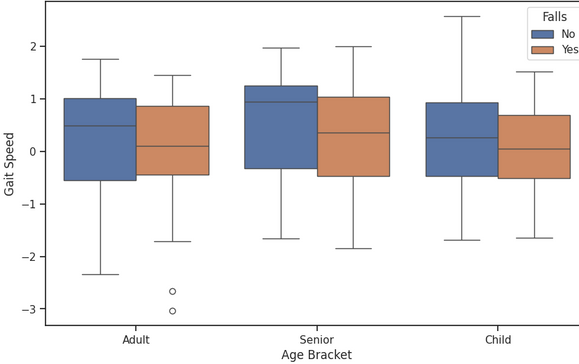 Falls
No
Yes
2
1
0
−1
−2
−3
Gait Speed
Adult
Senior
Child
Age Bracket